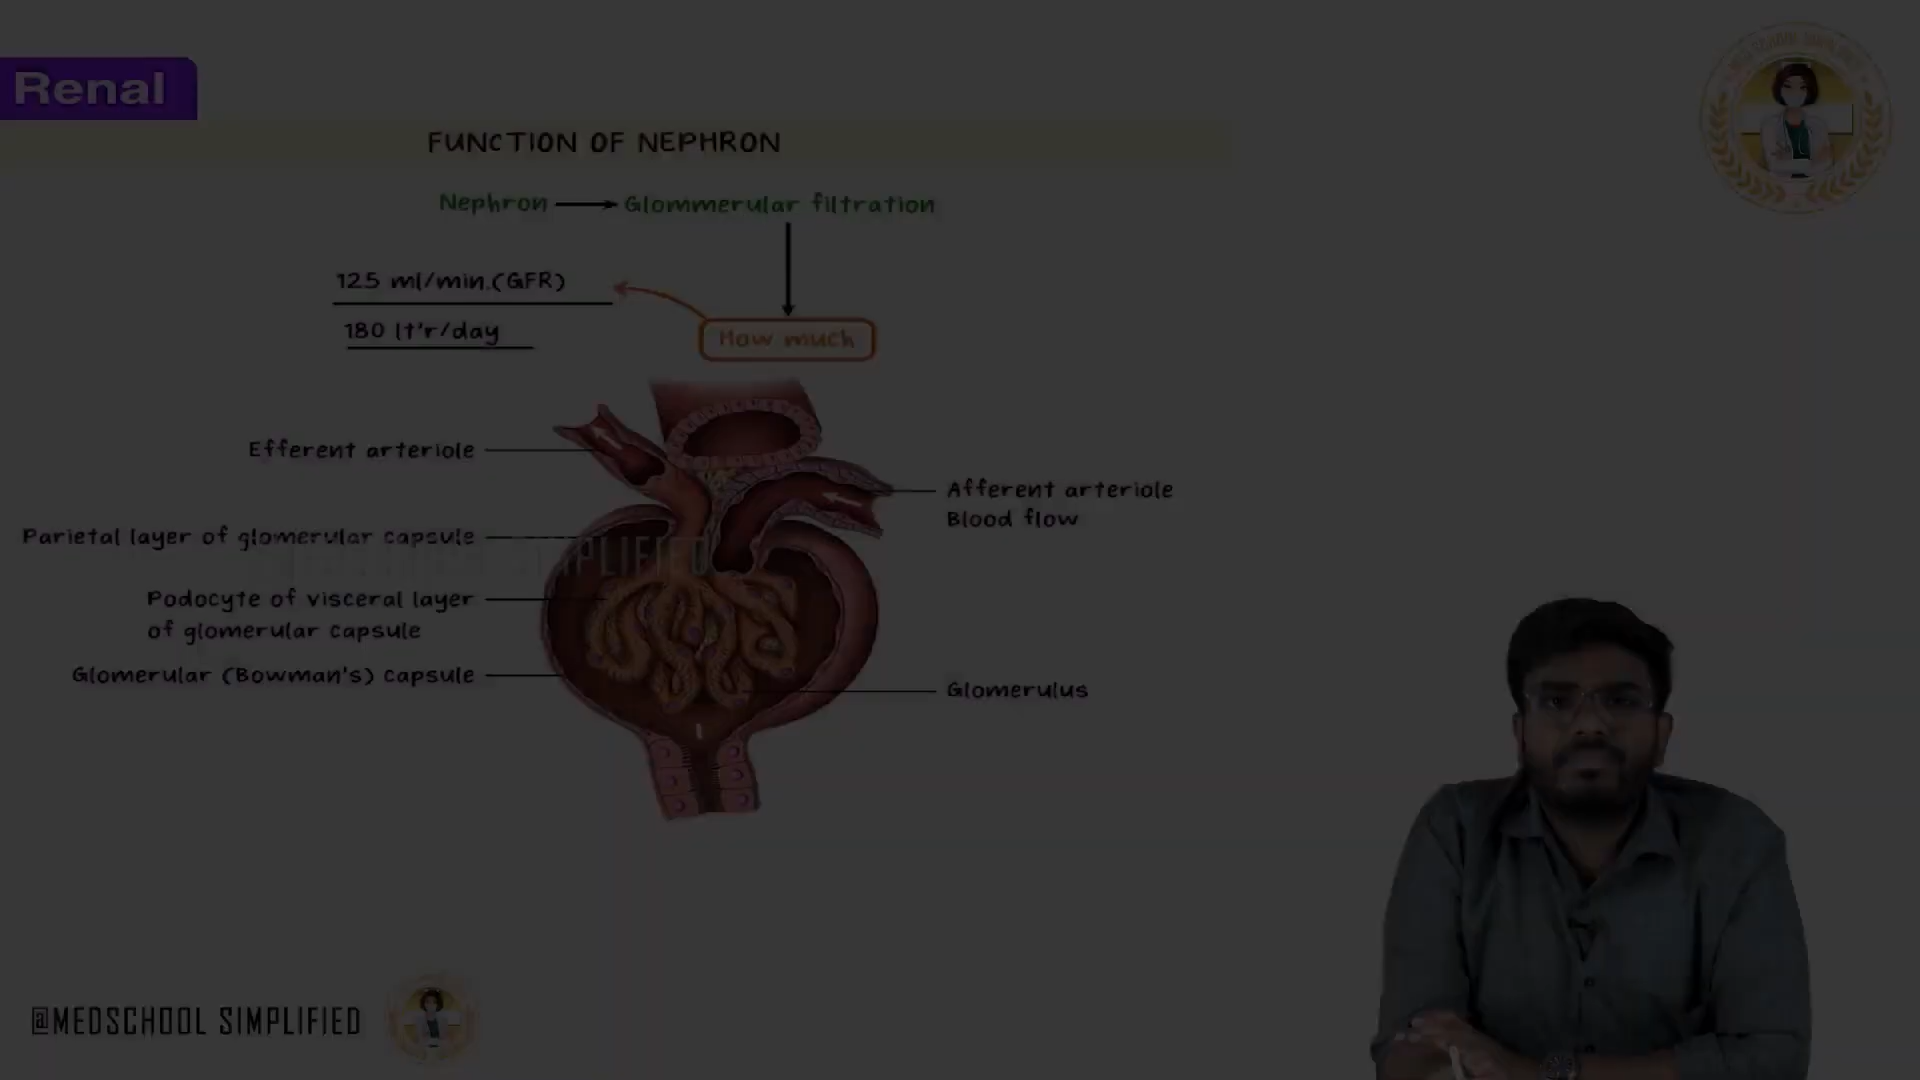 Renal
FUNCTION OF NEPHRON
Nephron
Glommerular filtration
125 ml/min.(GFR)
180 lt'r/day
How much
Efferent arteriole
Afferent arteriole
Blood flow
Parietal layer of glomerular capsule
Podocyte of visceral layer
of glomerular capsule
Glomerular (Bowman's) capsule
Glomerulus
@MEDSCHOOL SIMPLIFIED